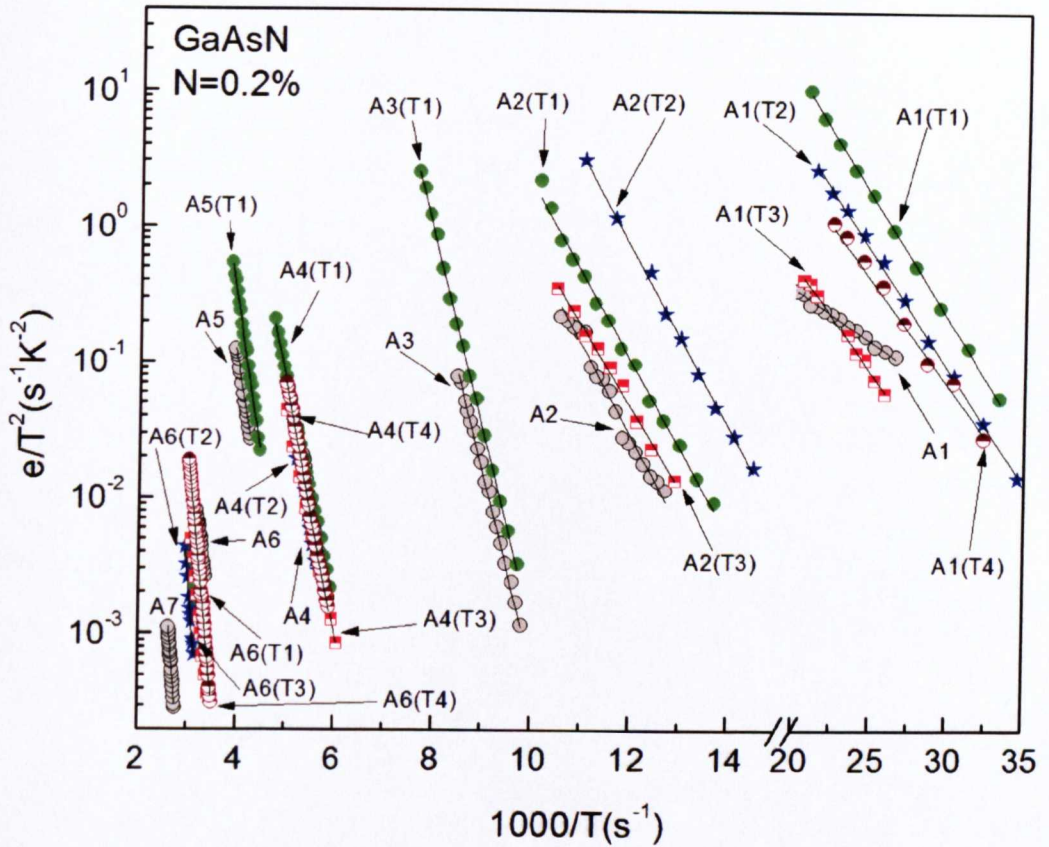 GaAsN
N=0.2%
A3(T1)
A2(T1)
A2(T2)
A1(T2)
A1(T1)
A5(T1)
A4(T1)
A1(T3)
A5
A3
A2
A1
A6(T2)
A4(T4)
A4(T2)
A6
A4
A2(T3)
A1(T4)
A7
A4(T3)
A6(T1)
A6(T3)
A6(T4)
10¹
10⁰
10⁻¹
10⁻²
10⁻³
e/T²(s⁻¹K⁻²)
2 4 6 8 10 12 14 20 25 30 35
1000/T(s⁻¹)